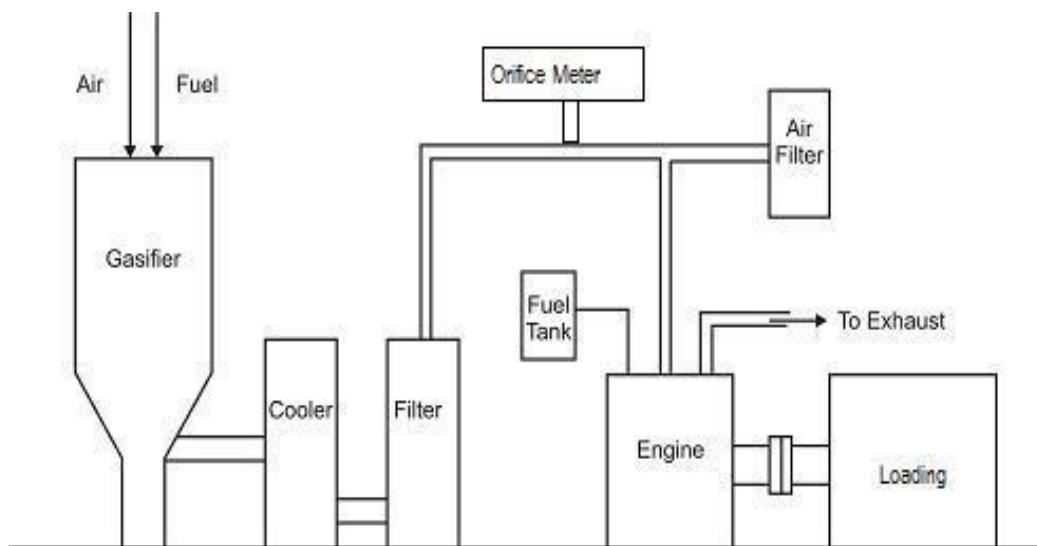 Orifice Meter
Air
Fuel
Air
Filter
Gasifier
Fuel
Tank
To Exhaust
Cooler
Filter
Engine
Loading